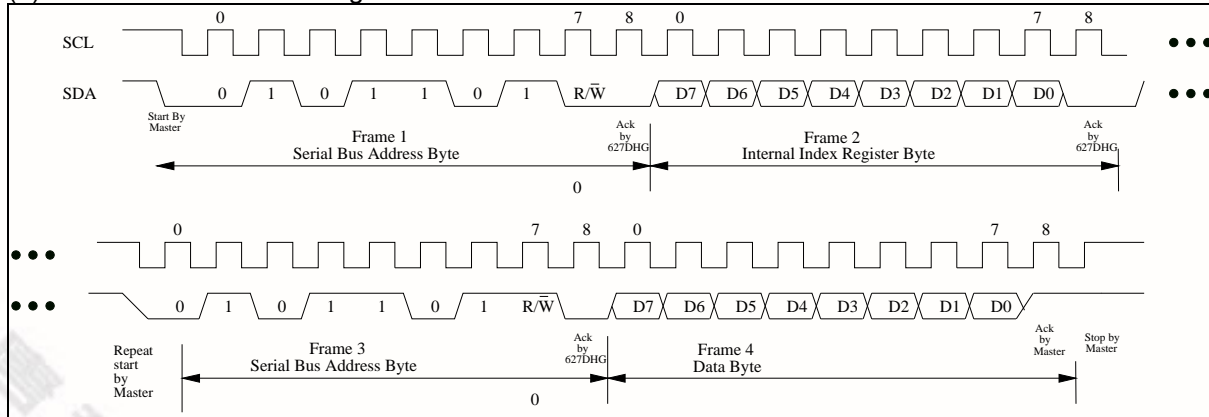 0 7 8 0 7 8
SCL
SDA 0 1 0 1 1 0 1 R/W̅ D7 D6 D5 D4 D3 D2 D1 D0
Start By
Master
Frame 1
Serial Bus Address Byte
Ack
by
627DHG
Frame 2
Internal Index Register Byte
Ack
by
627DHG
0
0 7 8 0 7 8
0 1 0 1 1 0 1 R/W̅ D7 D6 D5 D4 D3 D2 D1 D0
Repeat
start
by
Master
Frame 3
Serial Bus Address Byte
Ack
by
627DHG
Frame 4
Data Byte
Ack
by
Master
Stop by
Master
0